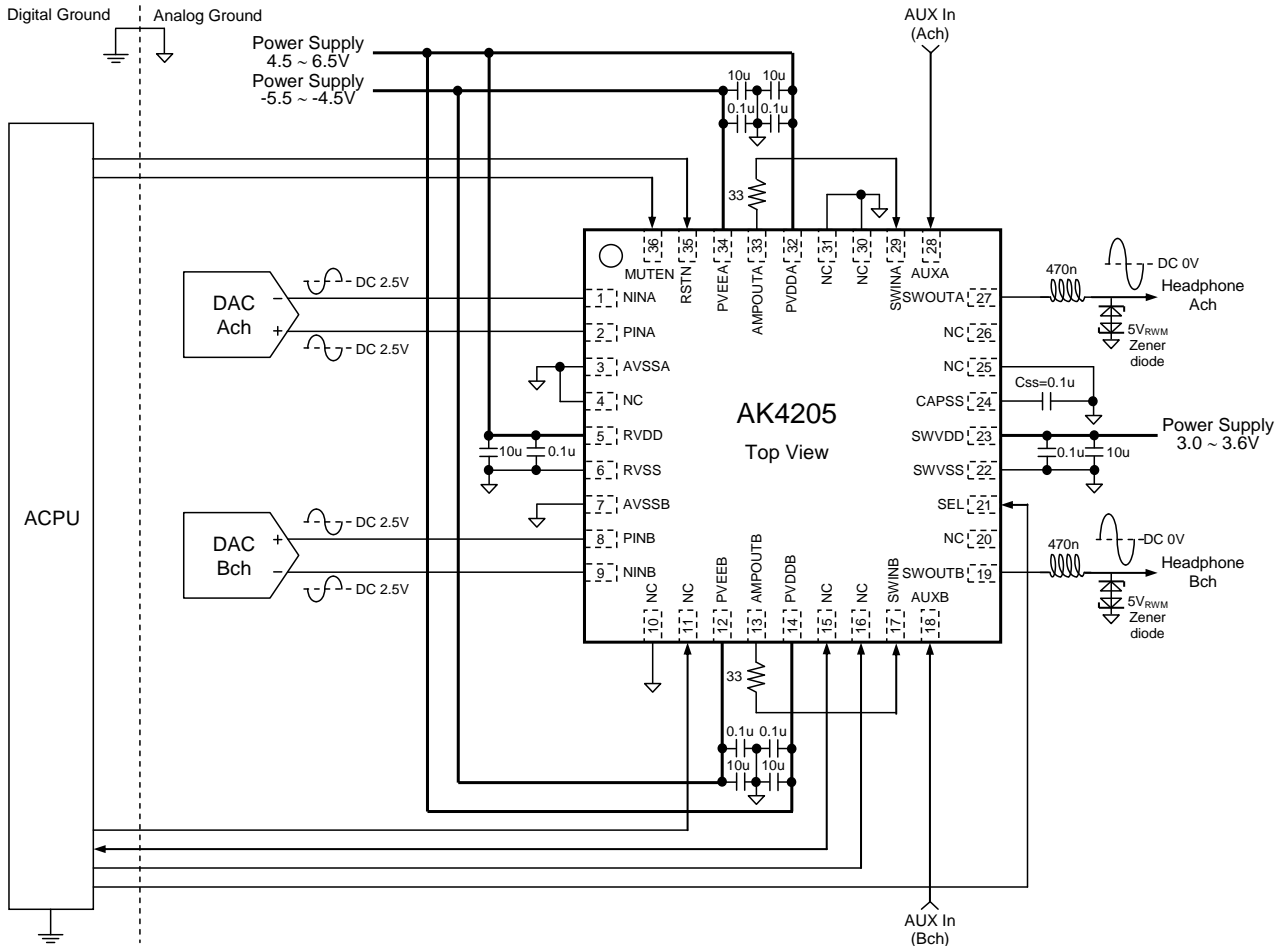 Digital Ground
Analog Ground
Power Supply
4.5 ~ 6.5V
Power Supply
-5.5 ~ -4.5V
AUX In
(Ach)
10u
10u
0.1u
0.1u
33
36
35
34
33
32
31
30
29
28
MUTEN
RSTN
PVEEA
AMPOUTA
PVDDA
NC
NC
SWINA
AUXA
ACPU
DAC
Ach
−
+
DC 2.5V
DC 2.5V
DAC
Bch
+
−
DC 2.5V
DC 2.5V
10u
0.1u
1 NINA
2 PINA
3 AVSSA
4 NC
5 RVDD
6 RVSS
7 AVSSB
8 PINB
9 NINB
AK4205
Top View
SWOUTA 27
NC 26
NC 25
CAPSS 24
SWVDD 23
SWVSS 22
SEL 21
NC 20
SWOUTB 19
470n
DC 0V
Headphone
Ach
5VRWM
Zener
diode
Css=0.1u
Power Supply
3.0 ~ 3.6V
0.1u
10u
470n
DC 0V
Headphone
Bch
5VRWM
Zener
diode
NC
NC
PVEEB
AMPOUTB
PVDDB
NC
NC
SWINB
AUXB
10
11
12
13
14
15
16
17
18
33
0.1u
0.1u
10u
10u
AUX In
(Bch)